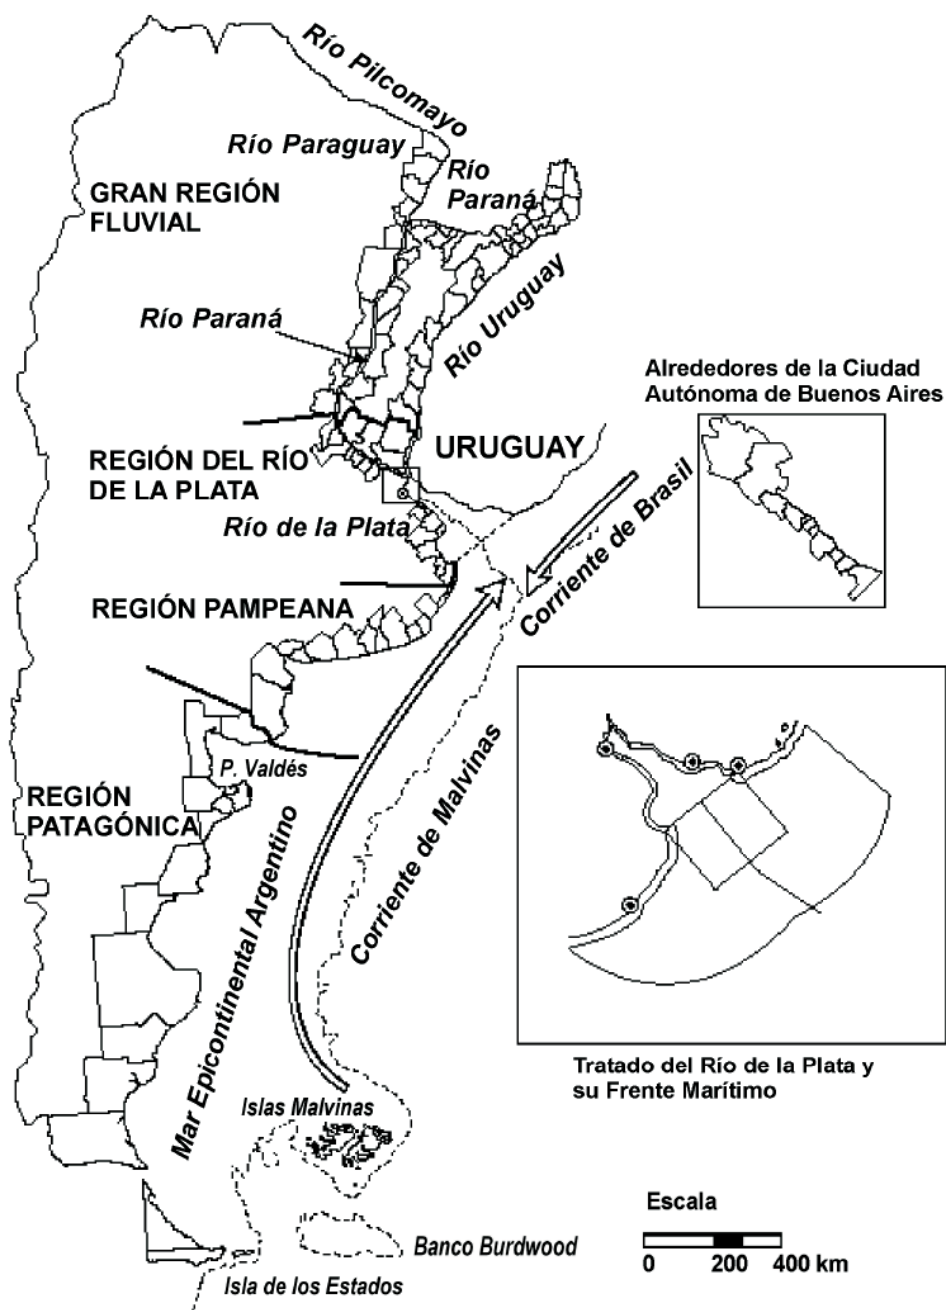 Río Pilcomayo
Río Paraguay
Río
Paraná
GRAN REGIÓN
FLUVIAL
Río Paraná
Río Uruguay
Alrededores de la Ciudad
Autónoma de Buenos Aires
URUGUAY
REGIÓN DEL RÍO
DE LA PLATA
Río de la Plata
Corriente de Brasil
REGIÓN PAMPEANA
P. Valdés
REGIÓN
PATAGÓNICA
Corriente de Malvinas
Mar Epicontinental Argentino
Tratado del Río de la Plata y
su Frente Marítimo
Islas Malvinas
Escala
0 200 400 km
Banco Burdwood
Isla de los Estados